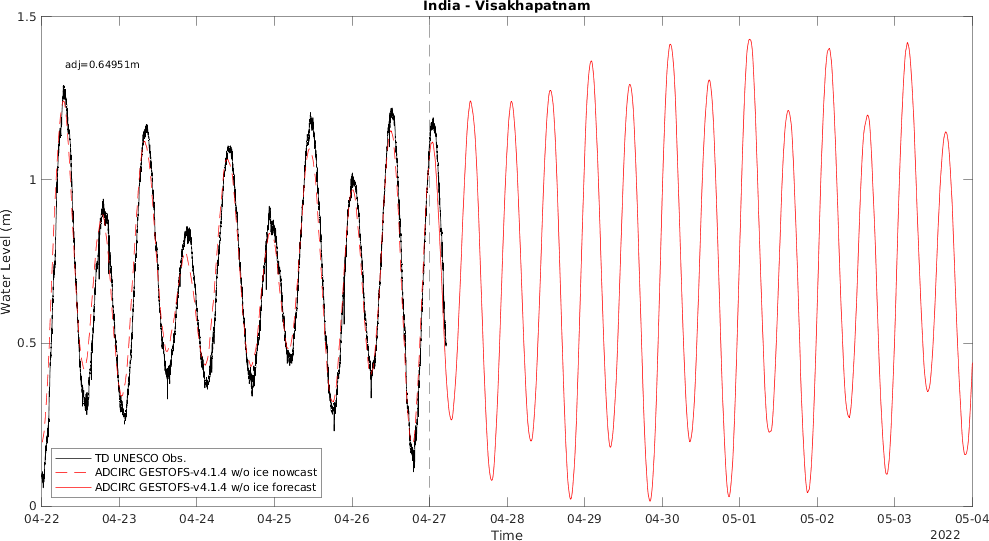 India - Visakhapatnam
adj=0.64951m
1.5
1
0.5
0
Water Level (m)
TD UNESCO Obs.
ADCIRC GESTOFS-v4.1.4 w/o ice nowcast
ADCIRC GESTOFS-v4.1.4 w/o ice forecast
04-22 04-23 04-24 04-25 04-26 04-27 04-28 04-29 04-30 05-01 05-02 05-03 05-04
Time
2022